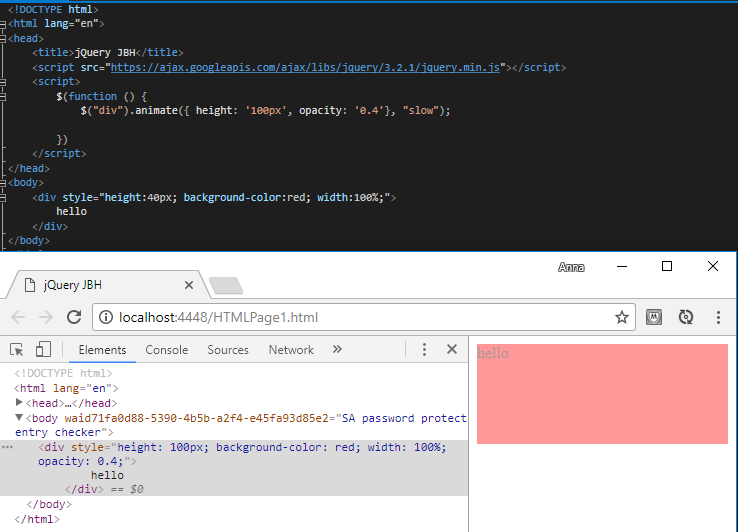 <!DOCTYPE html>
<html lang="en">
<head>
<title>jQuery JBH</title>
<script src="https://ajax.googleapis.com/ajax/libs/jquery/3.2.1/jquery.min.js"></script>
<script>
$(function () {
$("div").animate({ height: '100px', opacity: '0.4'}, "slow");
})
</script>
</head>
<body>
<div style="height:40px; background-color:red; width:100%;">
hello
</div>
</body>
Anna
jQuery JBH
localhost:4448/HTMLPage1.html
Elements Console Sources Network »
<!DOCTYPE html>
<html lang="en">
<head>…</head>
<body waid71fa0d88-5390-4b5b-a2f4-e45fa93d85e2="SA password protect
entry checker">
<div style="height: 100px; background-color: red; width: 100%;
opacity: 0.4;">
hello
</div> == $0
</body>
</html>
hello